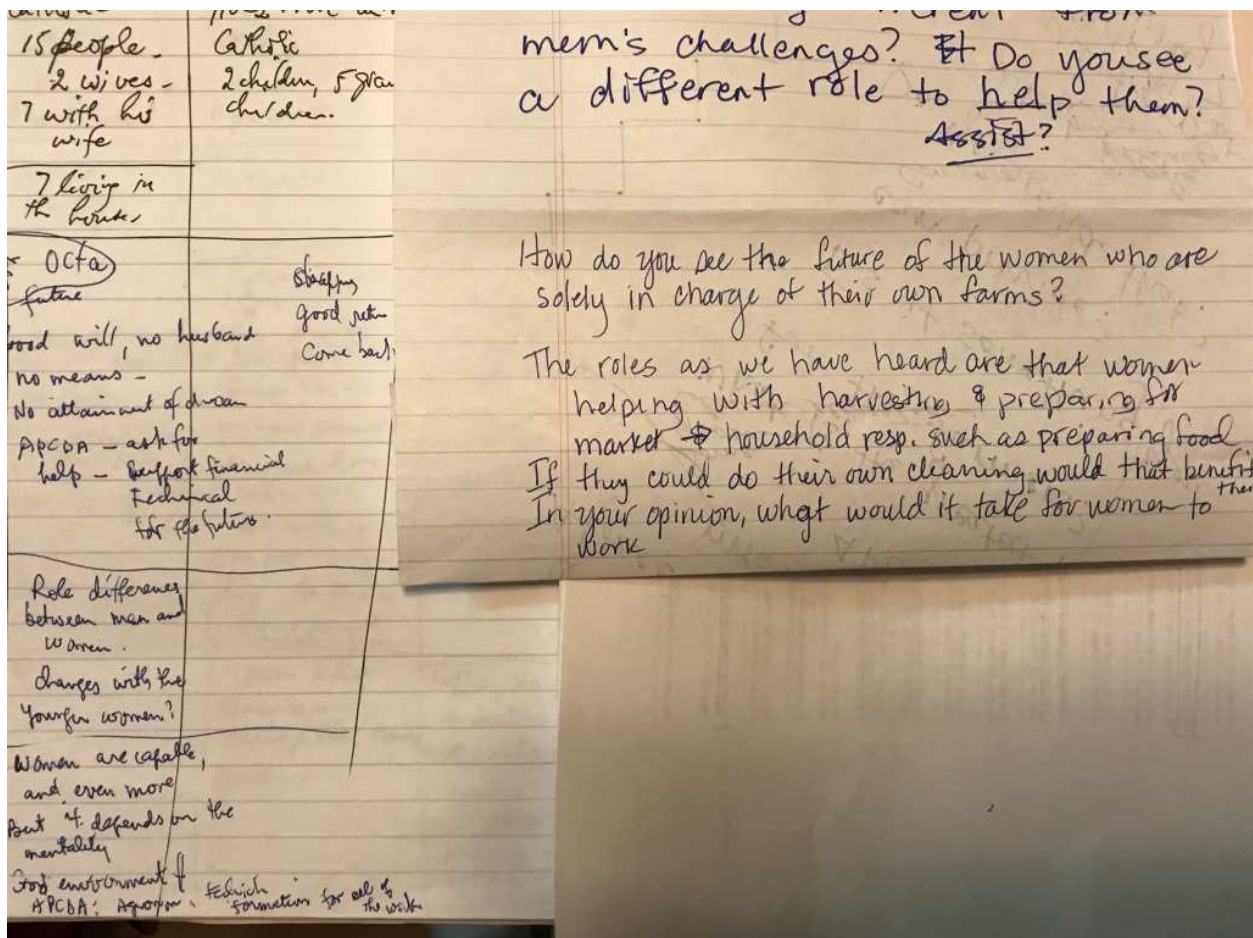 15 people.
2 wives -
7 with his
wife
Catholic
2 children, 5
children.
7 living in
the house
Octa
future
will, no husband
no means -
No attainment of dream
APCDA - ask for
help - support financial
Technical
for the future.
good
Come back
Role differences
between man and
women.
changes with the
younger women?
Women are capable,
and even more
But it depends on the
mentality
environment
APCDA:
formation for all of
the work
from
mem's challenges? Do you see
a different role to help them?
Assist?
How do you see the future of the women who are
solely in charge of their own farms?
The roles as we have heard are that women
helping with harvesting & preparing for
market household resp. such as preparing food
If they could do their own cleaning would that benefit
them
In your opinion, what would it take for women to
work